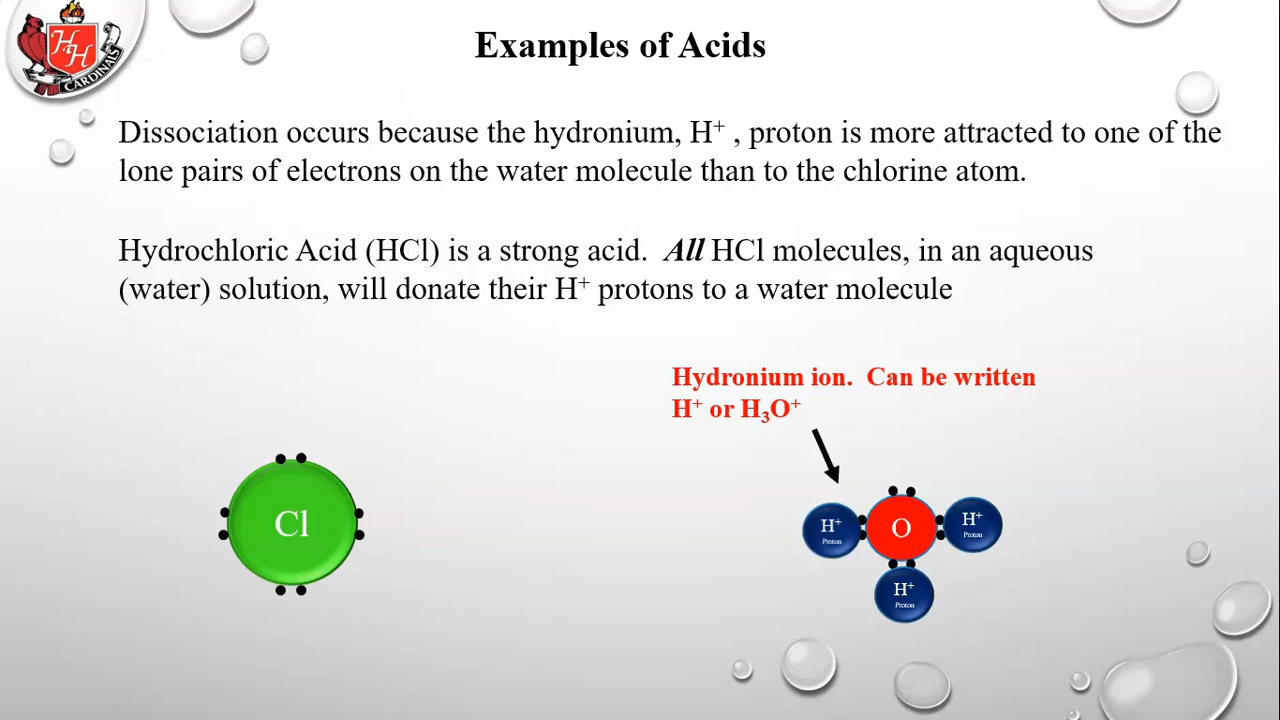 H H
CARDINALS
Examples of Acids
Dissociation occurs because the hydronium, H⁺ , proton is more attracted to one of the
lone pairs of electrons on the water molecule than to the chlorine atom.
Hydrochloric Acid (HCl) is a strong acid.  All HCl molecules, in an aqueous
(water) solution, will donate their H⁺ protons to a water molecule
Hydronium ion.  Can be written
H⁺ or H₃O⁺
Cl
H⁺
Proton
O
H⁺
Proton
H⁺
Proton